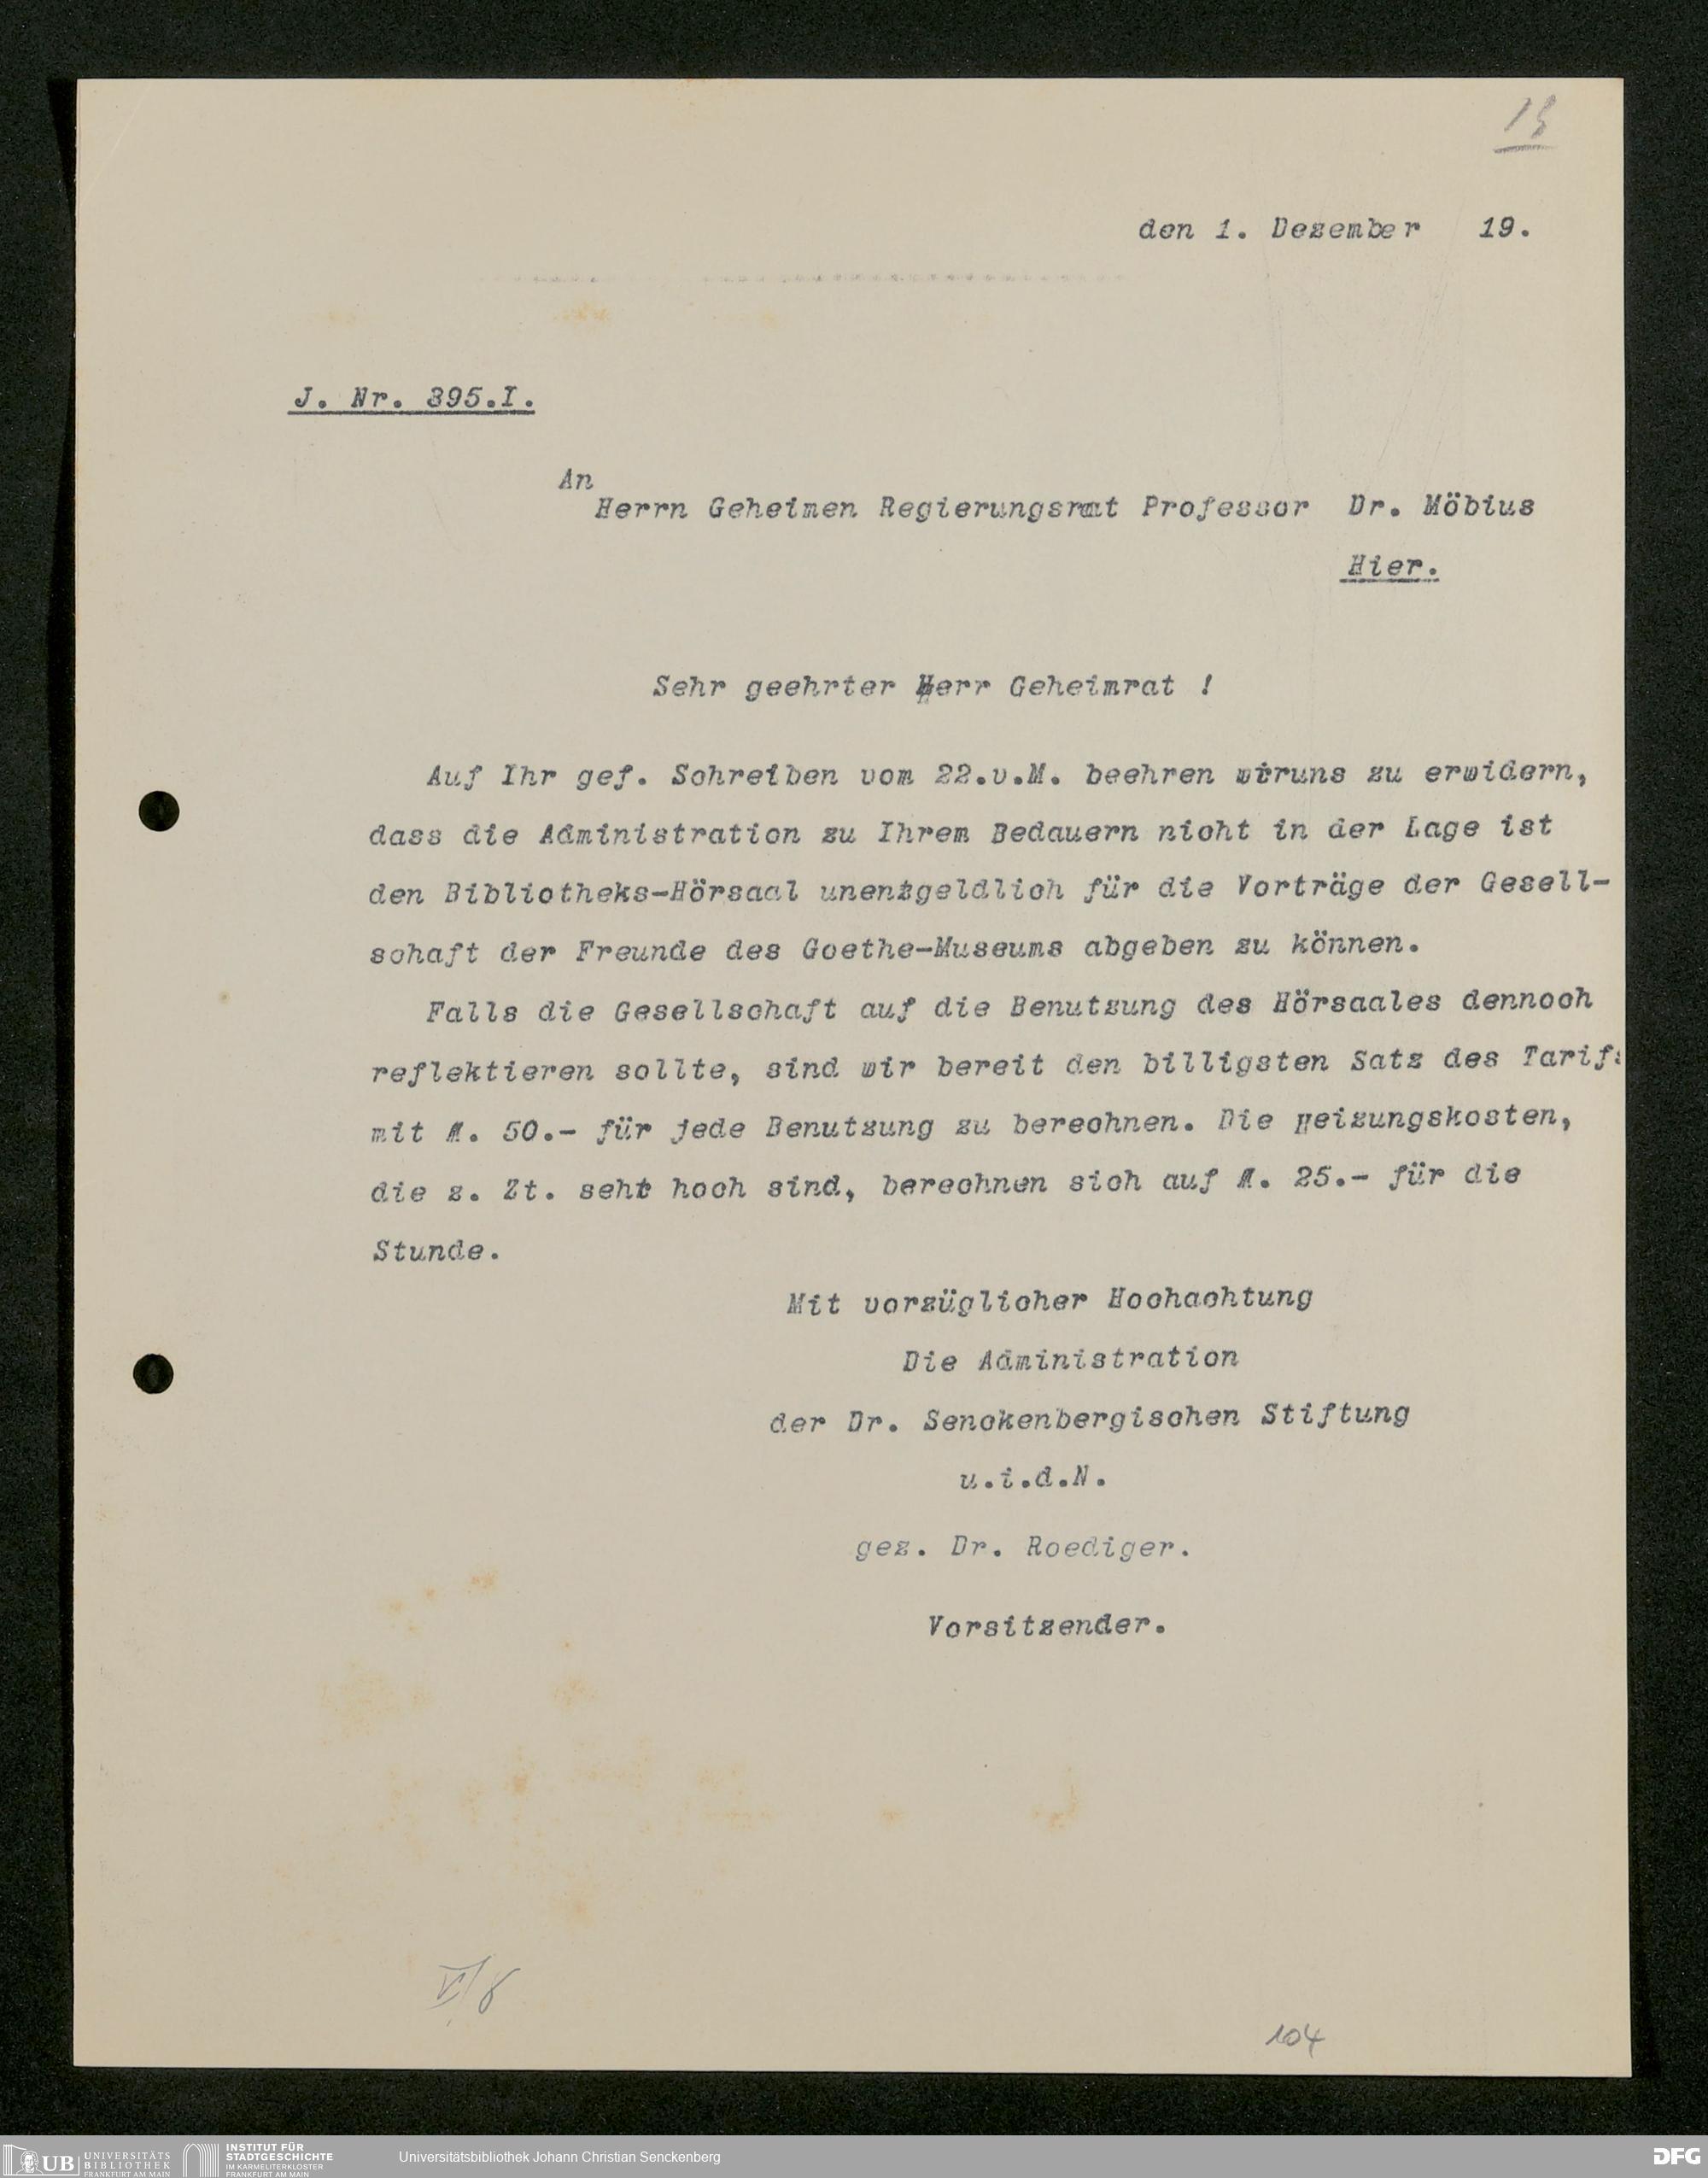 13
den 1. Dezember 19.
J. Nr. 395.I.
An
Herrn Geheimen Regierungsrat Professor Dr. Möbius
Hier.
Sehr geehrter Herr Geheimrat !
Auf Ihr gef. Schreiben vom 22.v.M. beehren wiruns zu erwidern,
dass die Administration zu Ihrem Bedauern nicht in der Lage ist
den Bibliotheks-Hörsaal unentgeldlich für die Vorträge der Gesell-
schaft der Freunde des Goethe-Museums abgeben zu können.
Falls die Gesellschaft auf die Benutzung des Hörsaales dennoch
reflektieren sollte, sind wir bereit den billigsten Satz des Tarifs
mit M. 50.- für jede Benutzung zu berechnen. Die Heizungskosten,
die z. Zt. seht hoch sind, berechnen sich auf M. 25.- für die
Stunde.
Mit vorzüglicher Hochachtung
Die Administration
der Dr. Senckenbergischen Stiftung
u.i.d.N.
gez. Dr. Roediger.
Vorsitzender.
104
UB UNIVERSITÄTS BIBLIOTHEK FRANKFURT AM MAIN
INSTITUT FÜR STADTGESCHICHTE IM KARMELITERKLOSTER FRANKFURT AM MAIN
Universitätsbibliothek Johann Christian Senckenberg
DFG